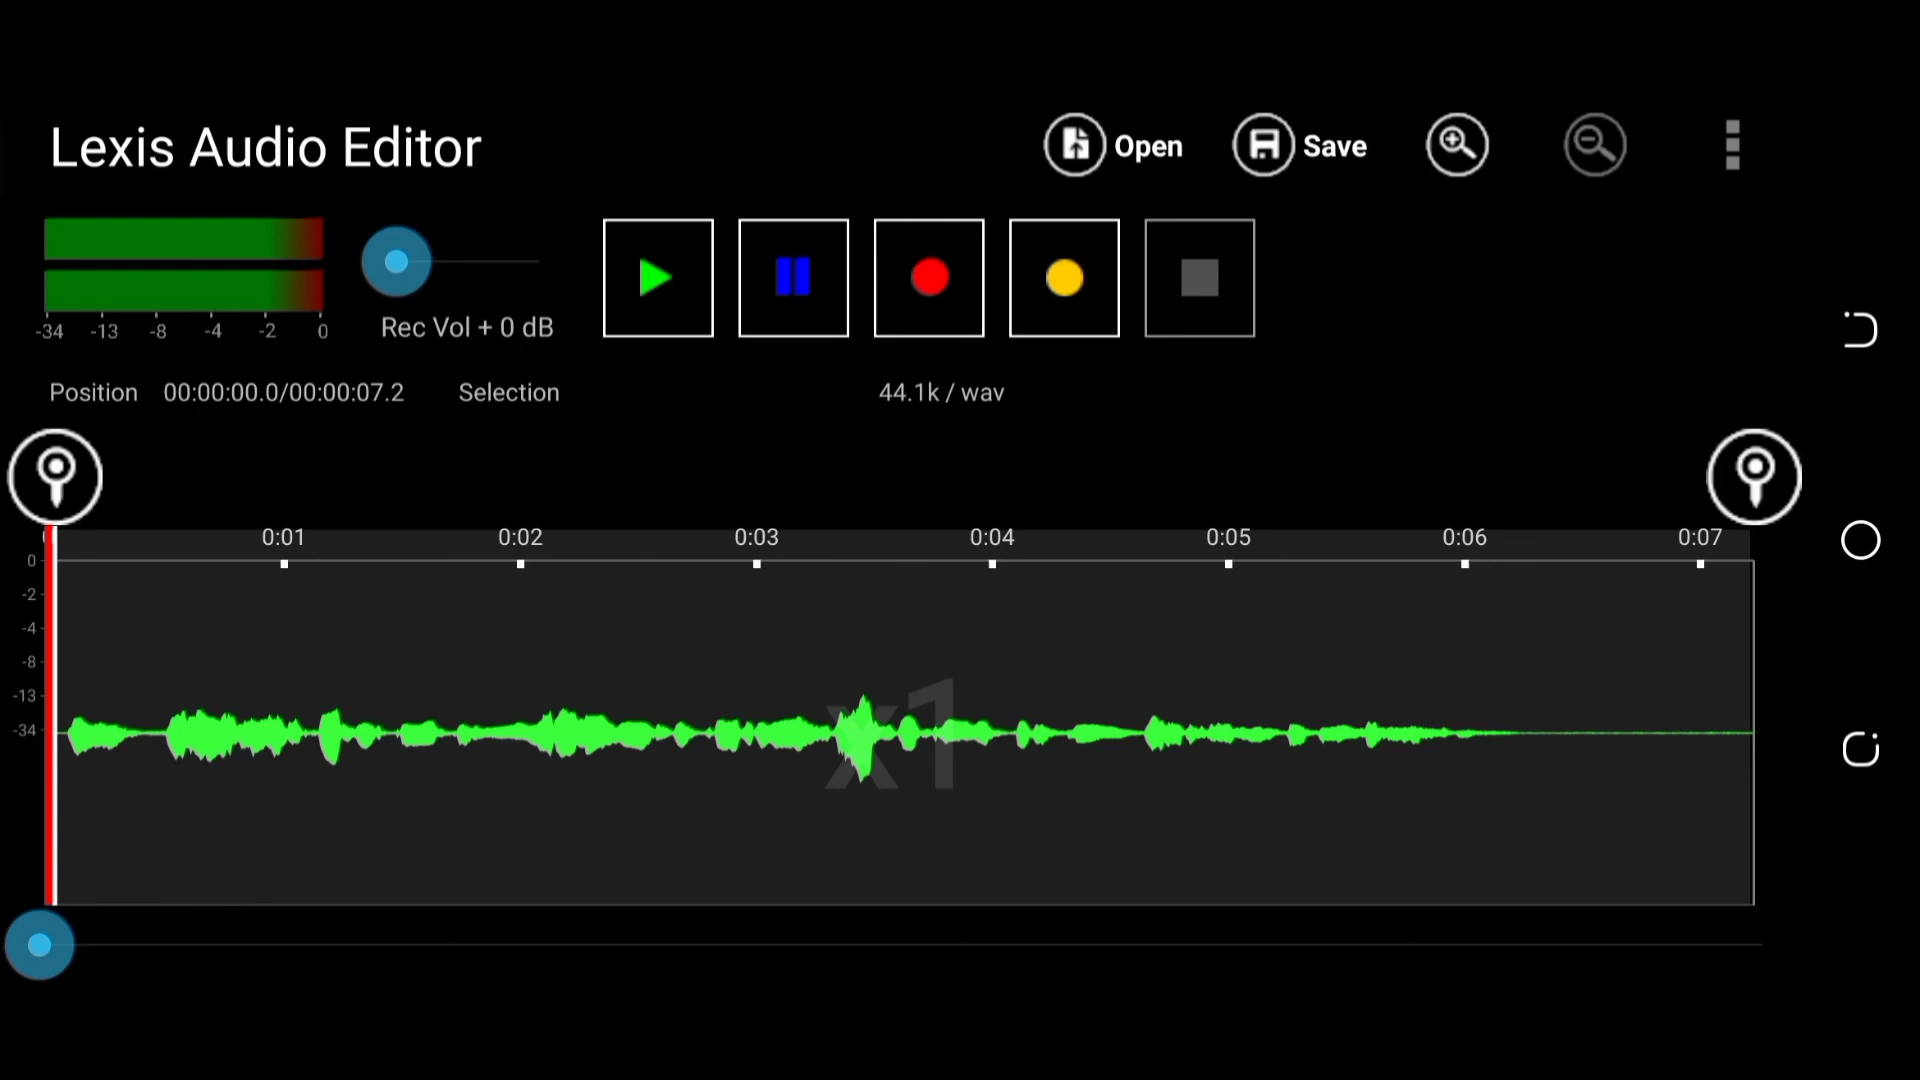 Lexis Audio Editor
Open
Save
-34 -13 -8 -4 -2 0
Rec Vol + 0 dB
Position 00:00:00.0/00:00:07.2 Selection 44.1k / wav
0:01 0:02 0:03 0:04 0:05 0:06 0:07
0
-2
-4
-8
-13
-34
x1